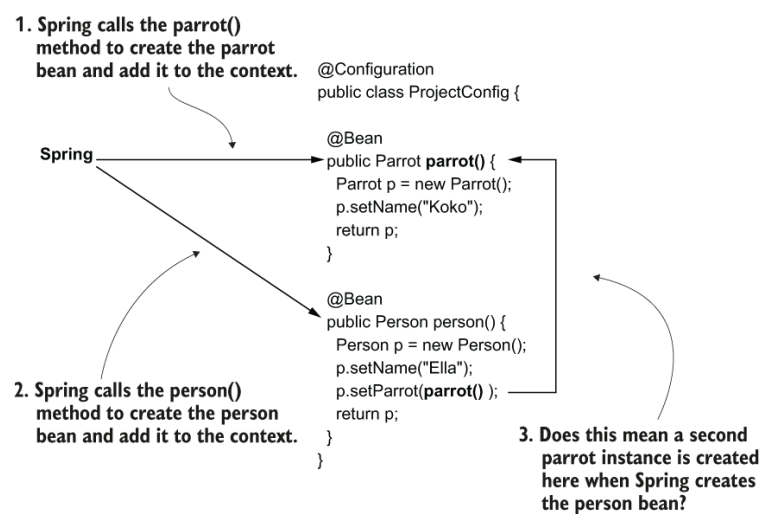 1. Spring calls the parrot()
method to create the parrot
bean and add it to the context.
@Configuration
public class ProjectConfig {
@Bean
Spring
public Parrot parrot() {
Parrot p = new Parrot();
p.setName("Koko");
return p;
}
@Bean
public Person person() {
Person p = new Person();
p.setName("Ella");
p.setParrot(parrot() );
return p;
}
}
2. Spring calls the person()
method to create the person
bean and add it to the context.
3. Does this mean a second
parrot instance is created
here when Spring creates
the person bean?